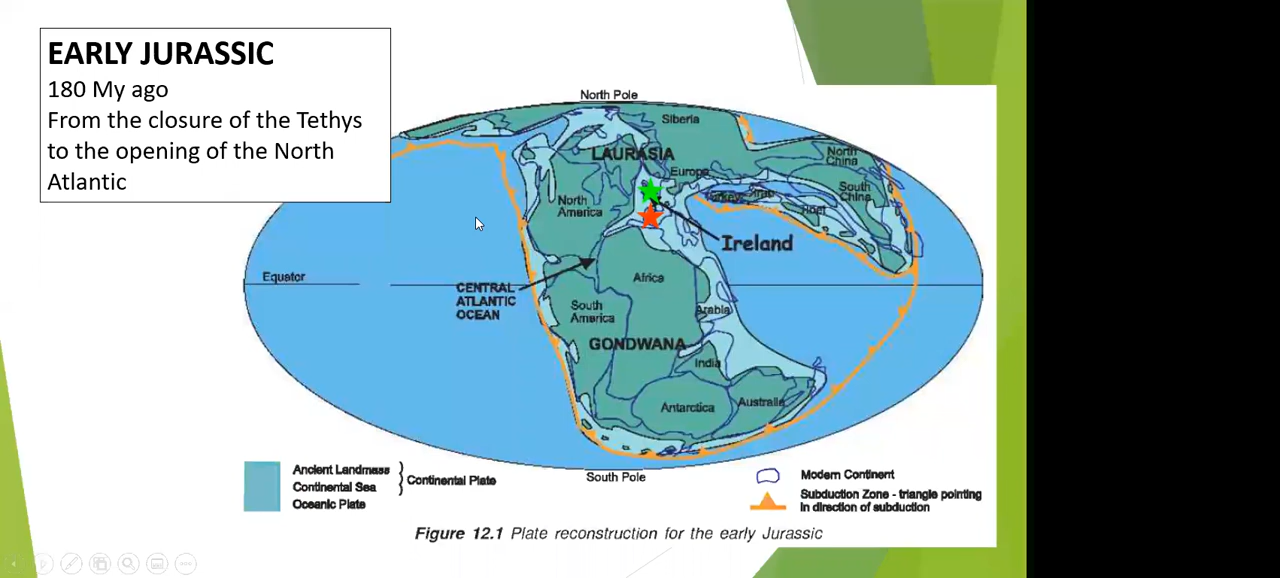 EARLY JURASSIC
180 My ago
From the closure of the Tethys
to the opening of the North
Atlantic
North Pole
Siberia
LAURASIA
North
China
Europe
South
China
Turkey
Iran
North
America
Ireland
Equator
Africa
CENTRAL
ATLANTIC
OCEAN
South
America
Arabia
GONDWANA
India
Antarctica
Australia
South Pole
Ancient Landmass
Continental Sea
Continental Plate
Oceanic Plate
Modern Continent
Subduction Zone - triangle pointing
in direction of subduction
Figure 12.1 Plate reconstruction for the early Jurassic